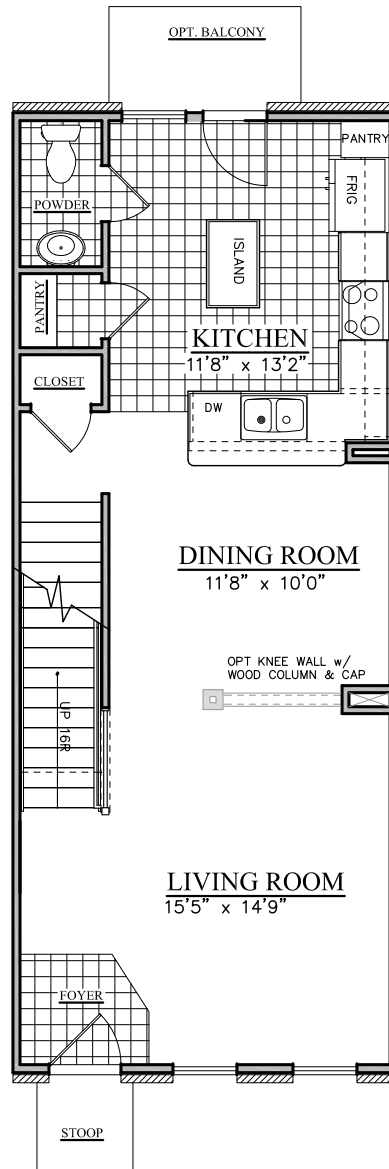 OPT. BALCONY
PANTRY
FRIG
POWDER
ISLAND
PANTRY
KITCHEN
11'8" x 13'2"
CLOSET
DW
DINING ROOM
11'8" x 10'0"
OPT KNEE WALL w/
WOOD COLUMN & CAP
UP 16R
LIVING ROOM
15'5" x 14'9"
FOYER
STOOP